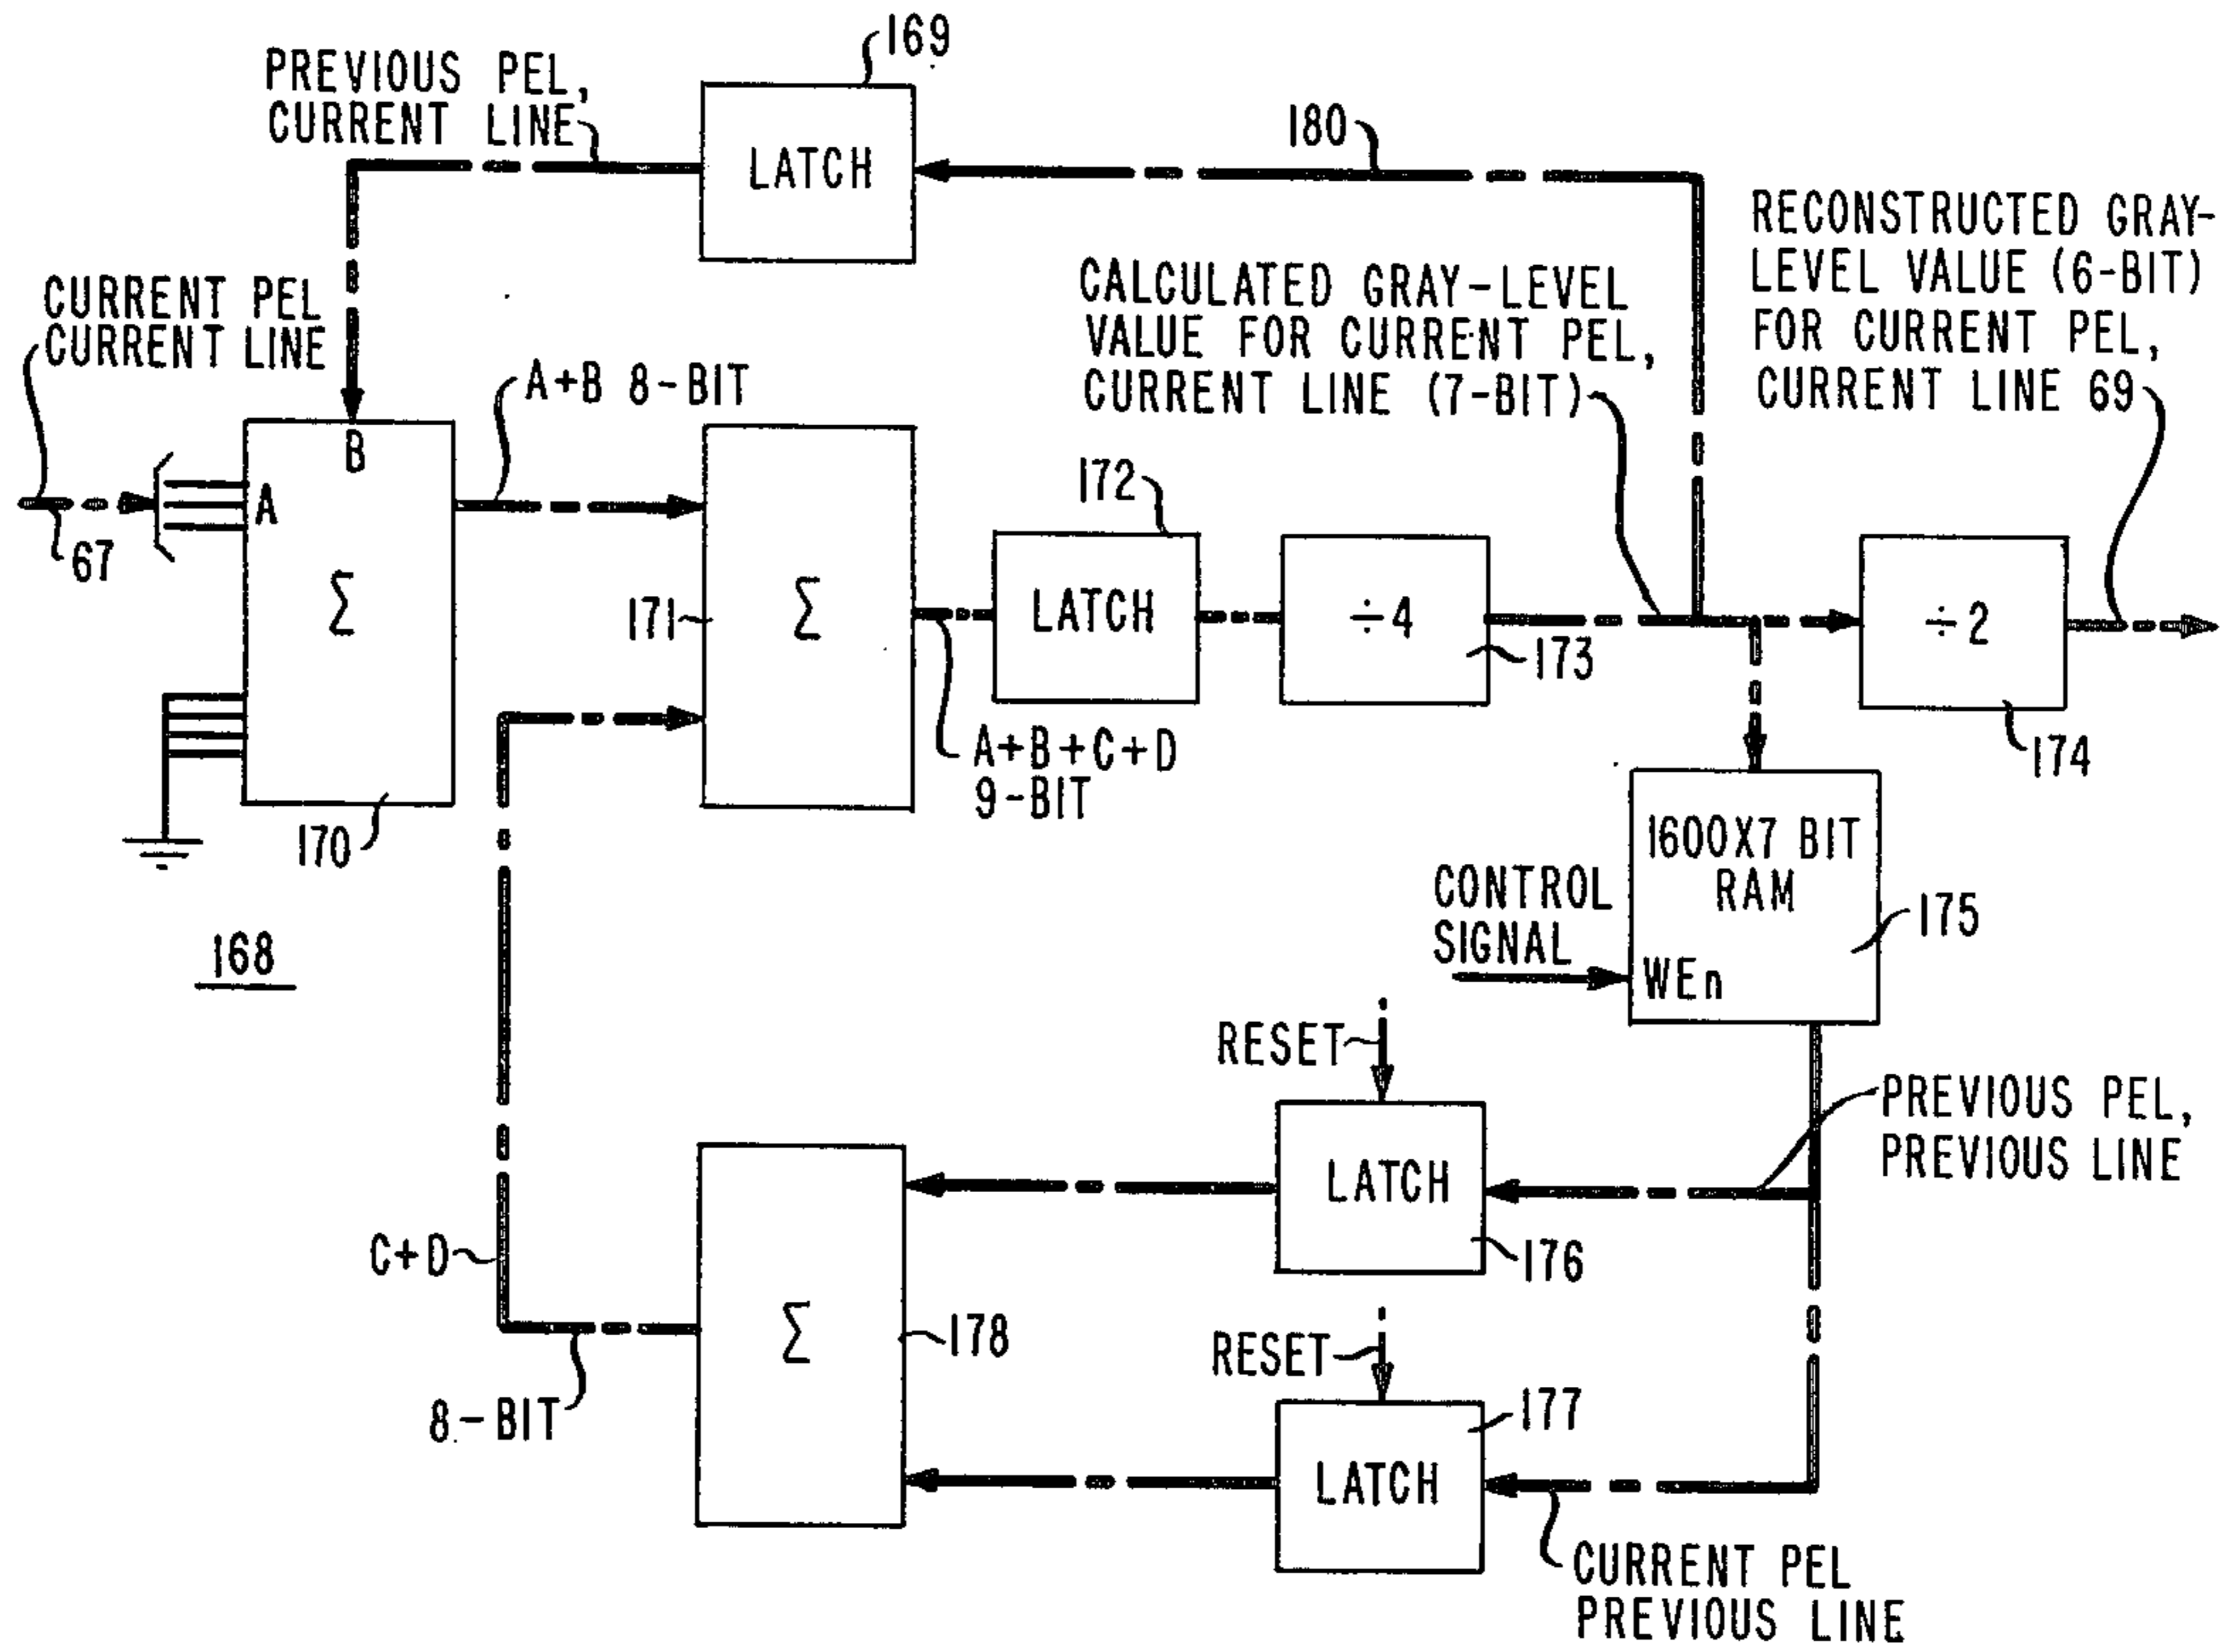 169
PREVIOUS PEL,
CURRENT LINE
LATCH
180
RECONSTRUCTED GRAY-
LEVEL VALUE (6-BIT)
FOR CURRENT PEL,
CURRENT LINE 69
CALCULATED GRAY-LEVEL
VALUE FOR CURRENT PEL,
CURRENT LINE (7-BIT)
CURRENT PEL
CURRENT LINE
A+B 8-BIT
B
A
67
Σ
170
171
Σ
172
LATCH
÷4
173
÷2
174
A+B+C+D
9-BIT
1600X7 BIT
RAM
175
CONTROL
SIGNAL
WEn
168
RESET
LATCH
176
PREVIOUS PEL,
PREVIOUS LINE
C+D
8-BIT
Σ
178
RESET
177
LATCH
CURRENT PEL
PREVIOUS LINE